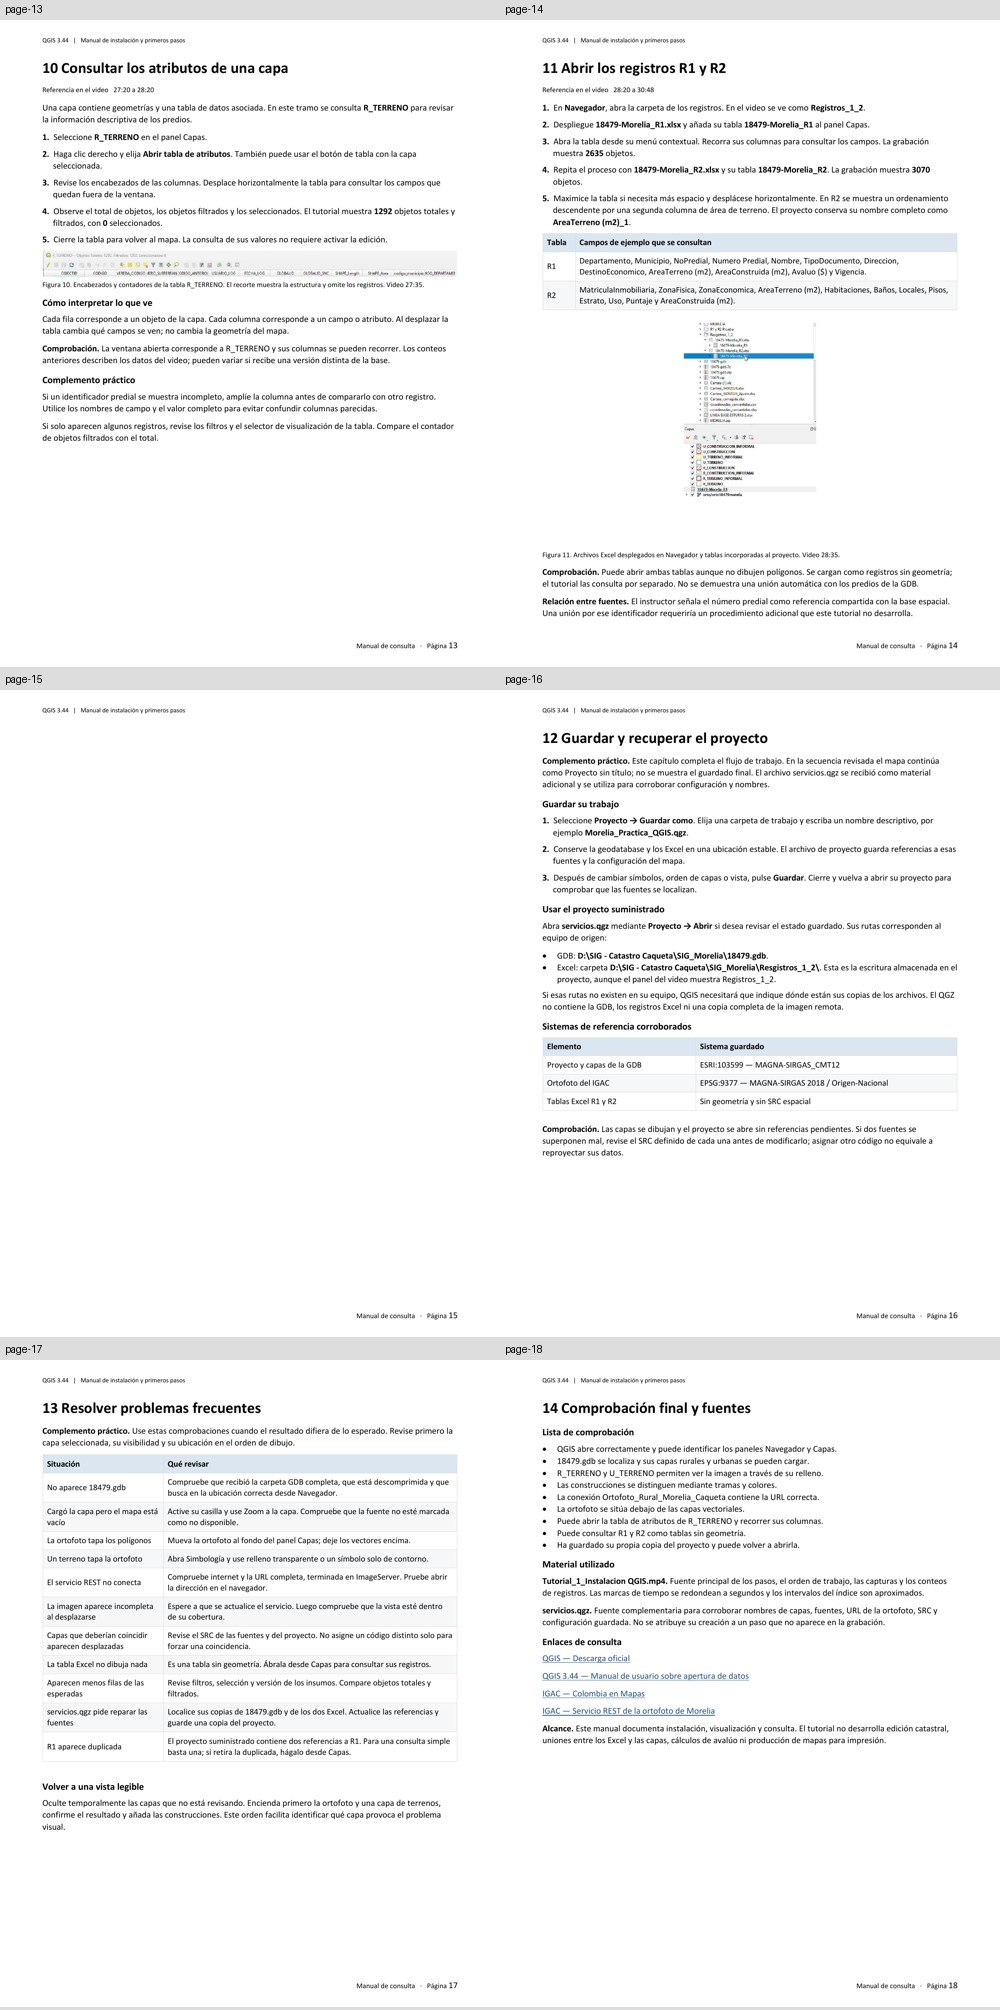 page-13
QGIS 3.44 | Manual de instalación y primeros pasos
10 Consultar los atributos de una capa
Referencia en el video 27:20 a 28:20
Una capa contiene geometrías y una tabla de datos asociada. En este tramo se consulta R_TERRENO para revisar
la información descriptiva de los predios.
1. Seleccione R_TERRENO en el panel Capas.
2. Haga clic derecho y elija Abrir tabla de atributos. También puede usar el botón de tabla con la capa
seleccionada.
3. Revise los encabezados de las columnas. Desplace horizontalmente la tabla para consultar los campos que
quedan fuera de la ventana.
4. Observe el total de objetos, los objetos filtrados y los seleccionados. El tutorial muestra 1292 objetos totales y
filtrados, con 0 seleccionados.
5. Cierre la tabla para volver al mapa. La consulta de sus valores no requiere activar la edición.
Figura 10. Encabezados y contadores de la tabla R_TERRENO. El recorte muestra la estructura y omite los registros. Video 27:35.
Cómo interpretar lo que ve
Cada fila corresponde a un objeto de la capa. Cada columna corresponde a un campo o atributo. Al desplazar la
tabla cambia qué campos se ven; no cambia la geometría del mapa.
Comprobación. La ventana abierta corresponde a R_TERRENO y sus columnas se pueden recorrer. Los conteos
anteriores describen los datos del video; pueden variar si recibe una versión distinta de la base.
Complemento práctico
Si un identificador predial se muestra incompleto, amplíe la columna antes de compararlo con otro registro.
Utilice los nombres de campo y el valor completo para evitar confundir columnas parecidas.
Si solo aparecen algunos registros, revise los filtros y el selector de visualización de la tabla. Compare el contador
de objetos filtrados con el total.
Manual de consulta · Página 13
page-14
QGIS 3.44 | Manual de instalación y primeros pasos
11 Abrir los registros R1 y R2
Referencia en el video 28:20 a 30:48
1. En Navegador, abra la carpeta de los registros. En el video se ve como Registros_1_2.
2. Despliegue 18479-Morelia_R1.xlsx y añada su tabla 18479-Morelia_R1 al panel Capas.
3. Abra la tabla desde su menú contextual. Recorra sus columnas para consultar los campos. La grabación
muestra 2635 objetos.
4. Repita el proceso con 18479-Morelia_R2.xlsx y su tabla 18479-Morelia_R2. La grabación muestra 3070
objetos.
5. Maximice la tabla si necesita más espacio y desplácese horizontalmente. En R2 se muestra un ordenamiento
descendente por una segunda columna de área de terreno. El proyecto conserva su nombre completo como
AreaTerreno (m2)_1.
Tabla Campos de ejemplo que se consultan
R1 Departamento, Municipio, NoPredial, Numero Predial, Nombre, TipoDocumento, Direccion,
DestinoEconomico, AreaTerreno (m2), AreaConstruida (m2), Avaluo ($) y Vigencia.
R2 MatriculaInmobiliaria, ZonaFisica, ZonaEconomica, AreaTerreno (m2), Habitaciones, Baños, Locales, Pisos,
Estrato, Uso, Puntaje y AreaConstruida (m2).
Capas
U_CONSTRUCCION_INFORMAL
U_CONSTRUCCION
U_TERRENO_INFORMAL
U_TERRENO
R_CONSTRUCCION
R_CONSTRUCCION_INFORMAL
R_TERRENO_INFORMAL
R_TERRENO
Figura 11. Archivos Excel desplegados en Navegador y tablas incorporadas al proyecto. Video 28:35.
Comprobación. Puede abrir ambas tablas aunque no dibujen polígonos. Se cargan como registros sin geometría;
el tutorial las consulta por separado. No se demuestra una unión automática con los predios de la GDB.
Relación entre fuentes. El instructor señala el número predial como referencia compartida con la base espacial.
Una unión por ese identificador requeriría un procedimiento adicional que este tutorial no desarrolla.
Manual de consulta · Página 14
page-15
QGIS 3.44 | Manual de instalación y primeros pasos
Manual de consulta · Página 15
page-16
QGIS 3.44 | Manual de instalación y primeros pasos
12 Guardar y recuperar el proyecto
Complemento práctico. Este capítulo completa el flujo de trabajo. En la secuencia revisada el mapa continúa
como Proyecto sin título; no se muestra el guardado final. El archivo servicios.qgz se recibió como material
adicional y se utiliza para corroborar configuración y nombres.
Guardar su trabajo
1. Seleccione Proyecto → Guardar como. Elija una carpeta de trabajo y escriba un nombre descriptivo, por
ejemplo Morelia_Practica_QGIS.qgz.
2. Conserve la geodatabase y los Excel en una ubicación estable. El archivo de proyecto guarda referencias a esas
fuentes y la configuración del mapa.
3. Después de cambiar símbolos, orden de capas o vista, pulse Guardar. Cierre y vuelva a abrir su proyecto para
comprobar que las fuentes se localizan.
Usar el proyecto suministrado
Abra servicios.qgz mediante Proyecto → Abrir si desea revisar el estado guardado. Sus rutas corresponden al
equipo de origen:
• GDB: D:\SIG - Catastro Caqueta\SIG_Morelia\18479.gdb.
• Excel: carpeta D:\SIG - Catastro Caqueta\SIG_Morelia\Resgistros_1_2\. Esta es la escritura almacenada en el
proyecto, aunque el panel del video muestra Registros_1_2.
Si esas rutas no existen en su equipo, QGIS necesitará que indique dónde están sus copias de los archivos. El QGZ
no contiene la GDB, los registros Excel ni una copia completa de la imagen remota.
Sistemas de referencia corroborados
Elemento Sistema guardado
Proyecto y capas de la GDB ESRI:103599 — MAGNA-SIRGAS_CMT12
Ortofoto del IGAC EPSG:9377 — MAGNA-SIRGAS 2018 / Origen-Nacional
Tablas Excel R1 y R2 Sin geometría y sin SRC espacial
Comprobación. Las capas se dibujan y el proyecto se abre sin referencias pendientes. Si dos fuentes se
superponen mal, revise el SRC definido de cada una antes de modificarlo; asignar otro código no equivale a
reproyectar sus datos.
Manual de consulta · Página 16
page-17
QGIS 3.44 | Manual de instalación y primeros pasos
13 Resolver problemas frecuentes
Complemento práctico. Use estas comprobaciones cuando el resultado difiera de lo esperado. Revise primero la
capa seleccionada, su visibilidad y su ubicación en el orden de dibujo.
Situación Qué revisar
No aparece 18479.gdb Compruebe que recibió la carpeta GDB completa, que está descomprimida y que
busca en la ubicación correcta desde Navegador.
Cargó la capa pero el mapa está Active su casilla y use Zoom a la capa. Compruebe que la fuente no esté marcada
vacío como no disponible.
La ortofoto tapa los polígonos Mueva la ortofoto al fondo del panel Capas; deje los vectores encima.
Un terreno tapa la ortofoto Abra Simbología y use relleno transparente o un símbolo solo de contorno.
El servicio REST no conecta Compruebe internet y la URL completa, terminada en ImageServer. Pruebe abrir
la dirección en el navegador.
La imagen aparece incompleta Espere a que se actualice el servicio. Luego compruebe que la vista esté dentro
al desplazarse de su cobertura.
Capas que deberían coincidir Revise el SRC de las fuentes y del proyecto. No asigne un código distinto solo para
aparecen desplazadas forzar una coincidencia.
La tabla Excel no dibuja nada Es una tabla sin geometría. Ábrala desde Capas para consultar sus registros.
Aparecen menos filas de las Revise filtros, selección y versión de los insumos. Compare objetos totales y
esperadas filtrados.
servicios.qgz pide reparar las Localice sus copias de 18479.gdb y de los dos Excel. Actualice las referencias y
fuentes guarde una copia del proyecto.
R1 aparece duplicada El proyecto suministrado contiene dos referencias a R1. Para una consulta simple
basta una; si retira la duplicada, hágalo desde Capas.
Volver a una vista legible
Oculte temporalmente las capas que no está revisando. Encienda primero la ortofoto y una capa de terrenos,
confirme el resultado y añada las construcciones. Este orden facilita identificar qué capa provoca el problema
visual.
Manual de consulta · Página 17
page-18
QGIS 3.44 | Manual de instalación y primeros pasos
14 Comprobación final y fuentes
Lista de comprobación
• QGIS abre correctamente y puede identificar los paneles Navegador y Capas.
• 18479.gdb se localiza y sus capas rurales y urbanas se pueden cargar.
• R_TERRENO y U_TERRENO permiten ver la imagen a través de su relleno.
• Las construcciones se distinguen mediante tramas y colores.
• La conexión Ortofoto_Rural_Morelia_Caqueta contiene la URL correcta.
• La ortofoto se sitúa debajo de las capas vectoriales.
• Puede abrir la tabla de atributos de R_TERRENO y recorrer sus columnas.
• Puede consultar R1 y R2 como tablas sin geometría.
• Ha guardado su propia copia del proyecto y puede volver a abrirla.
Material utilizado
Tutorial_1_Instalacion QGIS.mp4. Fuente principal de los pasos, el orden de trabajo, las capturas y los conteos
de registros. Las marcas de tiempo se redondean a segundos y los intervalos del índice son aproximados.
servicios.qgz. Fuente complementaria para corroborar nombres de capas, fuentes, URL de la ortofoto, SRC y
configuración guardada. No se atribuye su creación a un paso que no aparece en la grabación.
Enlaces de consulta
QGIS — Descarga oficial
QGIS 3.44 — Manual de usuario sobre apertura de datos
IGAC — Colombia en Mapas
IGAC — Servicio REST de la ortofoto de Morelia
Alcance. Este manual documenta instalación, visualización y consulta. El tutorial no desarrolla edición catastral,
uniones entre los Excel y las capas, cálculos de avalúo ni producción de mapas para impresión.